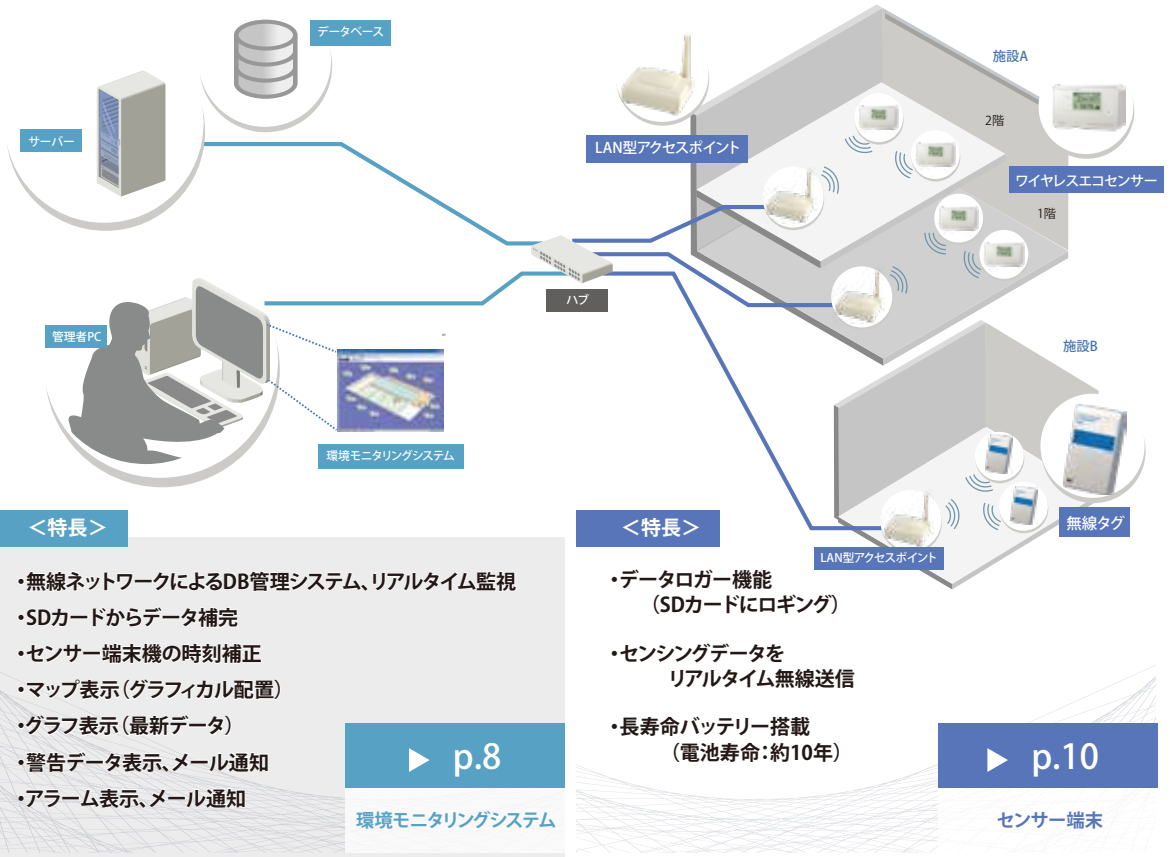 データベース
サーバー
施設A
2階
LAN型アクセスポイント
ワイヤレスエコセンサー
1階
ハブ
管理者PC
施設B
環境モニタリングシステム
無線タグ
LAN型アクセスポイント
＜特長＞
・無線ネットワークによるDB管理システム、リアルタイム監視
・SDカードからデータ補完
・センサー端末機の時刻補正
・マップ表示（グラフィカル配置）
・グラフ表示（最新データ）
・警告データ表示、メール通知
・アラーム表示、メール通知
▶ p.8
環境モニタリングシステム
＜特長＞
・データロガー機能
（SDカードにロギング）
・センシングデータを
リアルタイム無線送信
・長寿命バッテリー搭載
（電池寿命：約10年）
▶ p.10
センサー端末